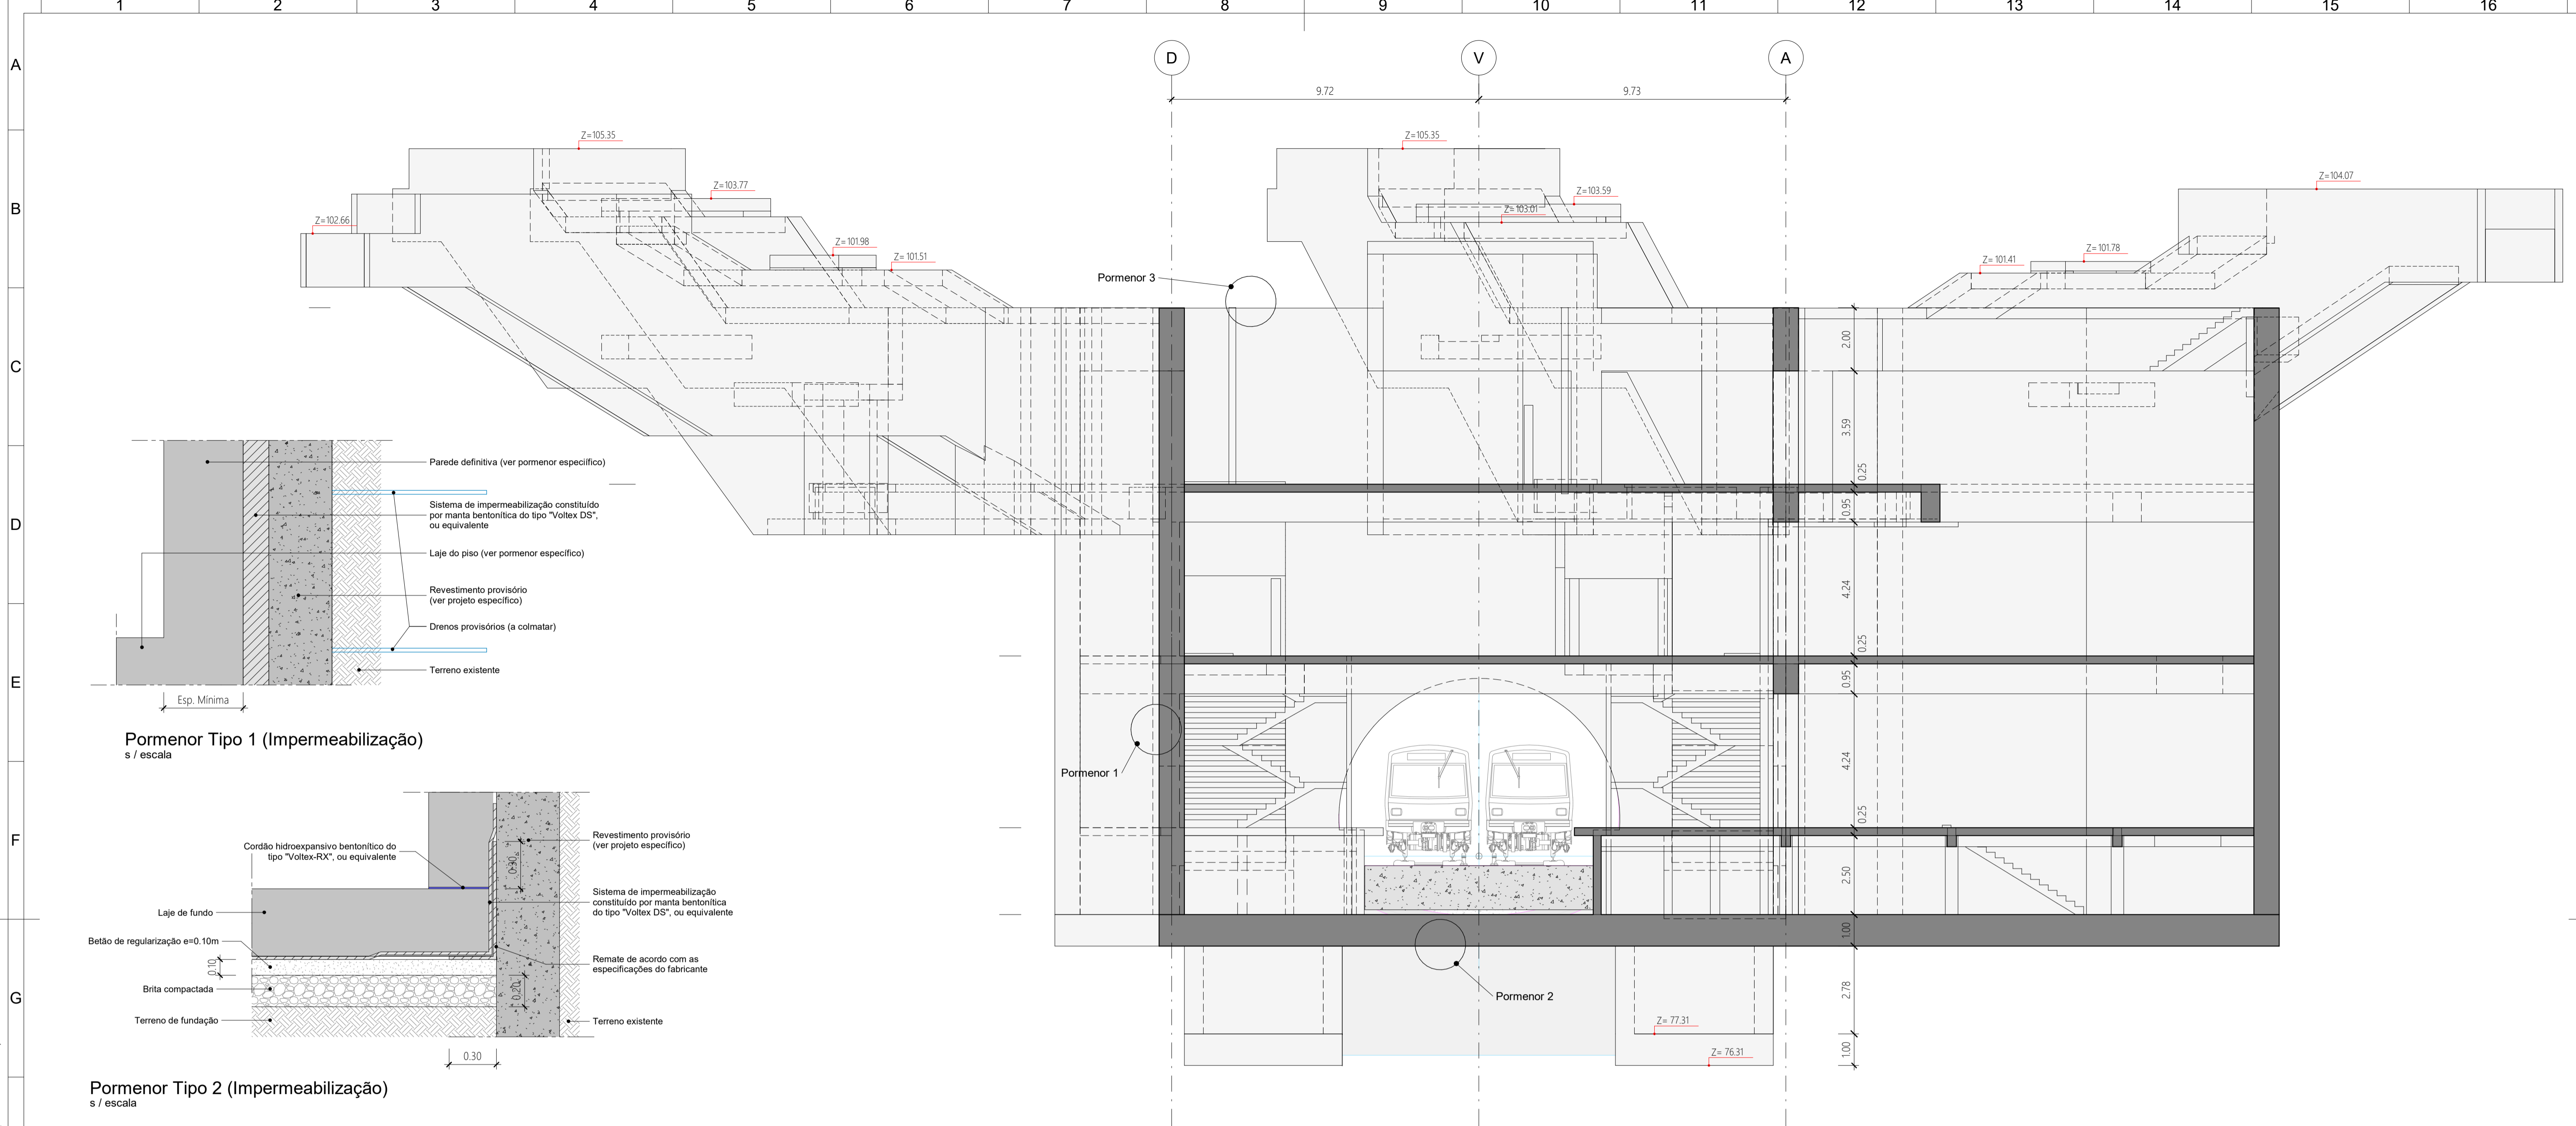 1 2 3 4 5 6 7 8 9 10 11 12 13 14 15 16
A
B
C
D
E
F
G
D V A
9.72 9.73
Z=105.35
Z=103.77
Z=102.66
Z=101.98
Z=101.51
Z=105.35
Z=103.59
Z=103.01
Z=104.07
Z=101.78
Z=101.41
Pormenor 3
Pormenor 1
Pormenor 2
2.00
3.59
0.25
0.95
4.24
0.25
0.95
4.24
0.25
2.50
1.00
2.78
1.00
Z= 77.31
Z= 76.31
Parede definitiva (ver pormenor especiífico)
Sistema de impermeabilização constituído
por manta bentonítica do tipo "Voltex DS",
ou equivalente
Laje do piso (ver pormenor específico)
Revestimento provisório
(ver projeto específico)
Drenos provisórios (a colmatar)
Terreno existente
Esp. Mínima
Pormenor Tipo 1 (Impermeabilização)
s / escala
Cordão hidroexpansivo bentonítico do
tipo "Voltex-RX", ou equivalente
Laje de fundo
Betão de regularização e=0.10m
0.10
Brita compactada
Terreno de fundação
0.30
0.20
0.30
Revestimento provisório
(ver projeto específico)
Sistema de impermeabilização
constituído por manta bentonítica
do tipo "Voltex DS", ou equivalente
Remate de acordo com as
especificações do fabricante
Terreno existente
Pormenor Tipo 2 (Impermeabilização)
s / escala